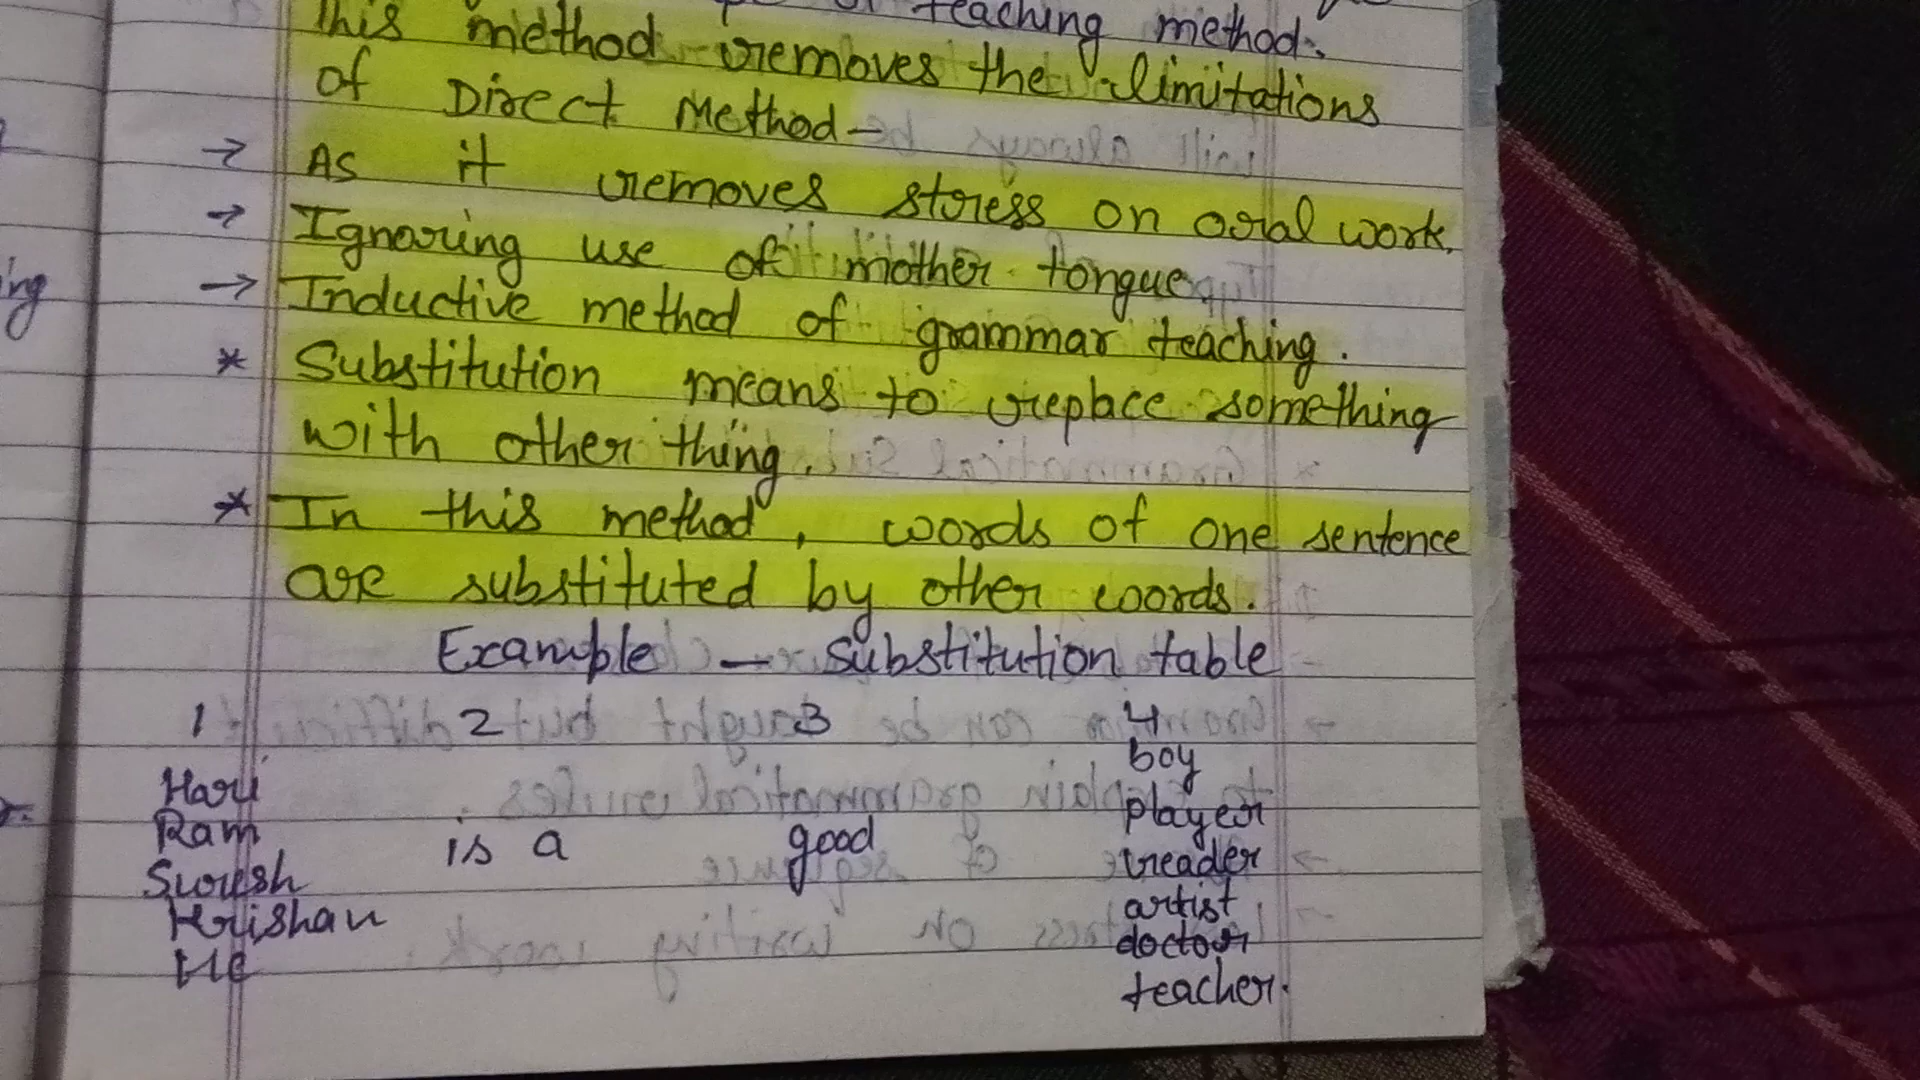 teaching method.
This method removes the limitations
of Direct Method-
→ As it removes stress on oral work.
→ Ignoring use of mother tongue
→ Inductive method of grammar teaching.
* Substitution means to replace something
with other thing.
* In this method, words of one sentence
are substituted by other words.
Example - substitution table
1 2 3 4
boy
Hari player
Ram is a good reader
Suresh artist
Krishan doctor
He teacher.
ing